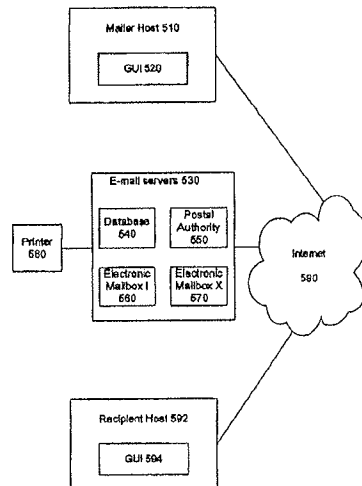 Mailer Host 510
GUI 520
E-mail servers 530
Database
540
Postal
Authority
550
Printer
580
Electronic
Mailbox I
560
Electronic
Mailbox X
570
Internet
590
Recipient Host 592
GUI 594